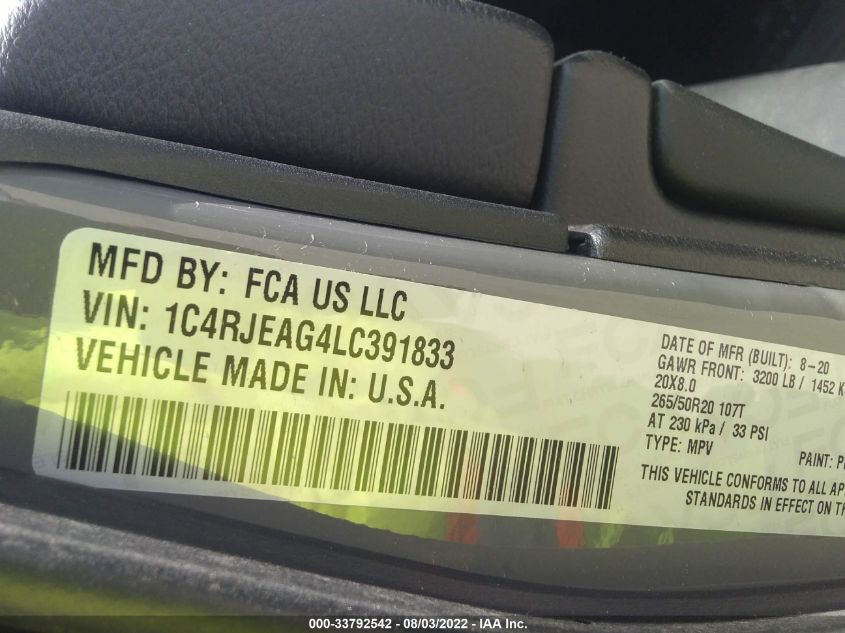 MFD BY: FCA US LLC
VIN: 1C4RJEAG4LC391833
VEHICLE MADE IN: U.S.A.
DATE OF MFR (BUILT): 8-20
GAWR FRONT: 3200 LB / 1452 K
20X8.0
265/50R20 107T
AT 230 kPa / 33 PSI
TYPE: MPV
PAINT: P
THIS VEHICLE CONFORMS TO ALL AP
STANDARDS IN EFFECT ON TH
000-33792542 - 08/03/2022 - IAA Inc.